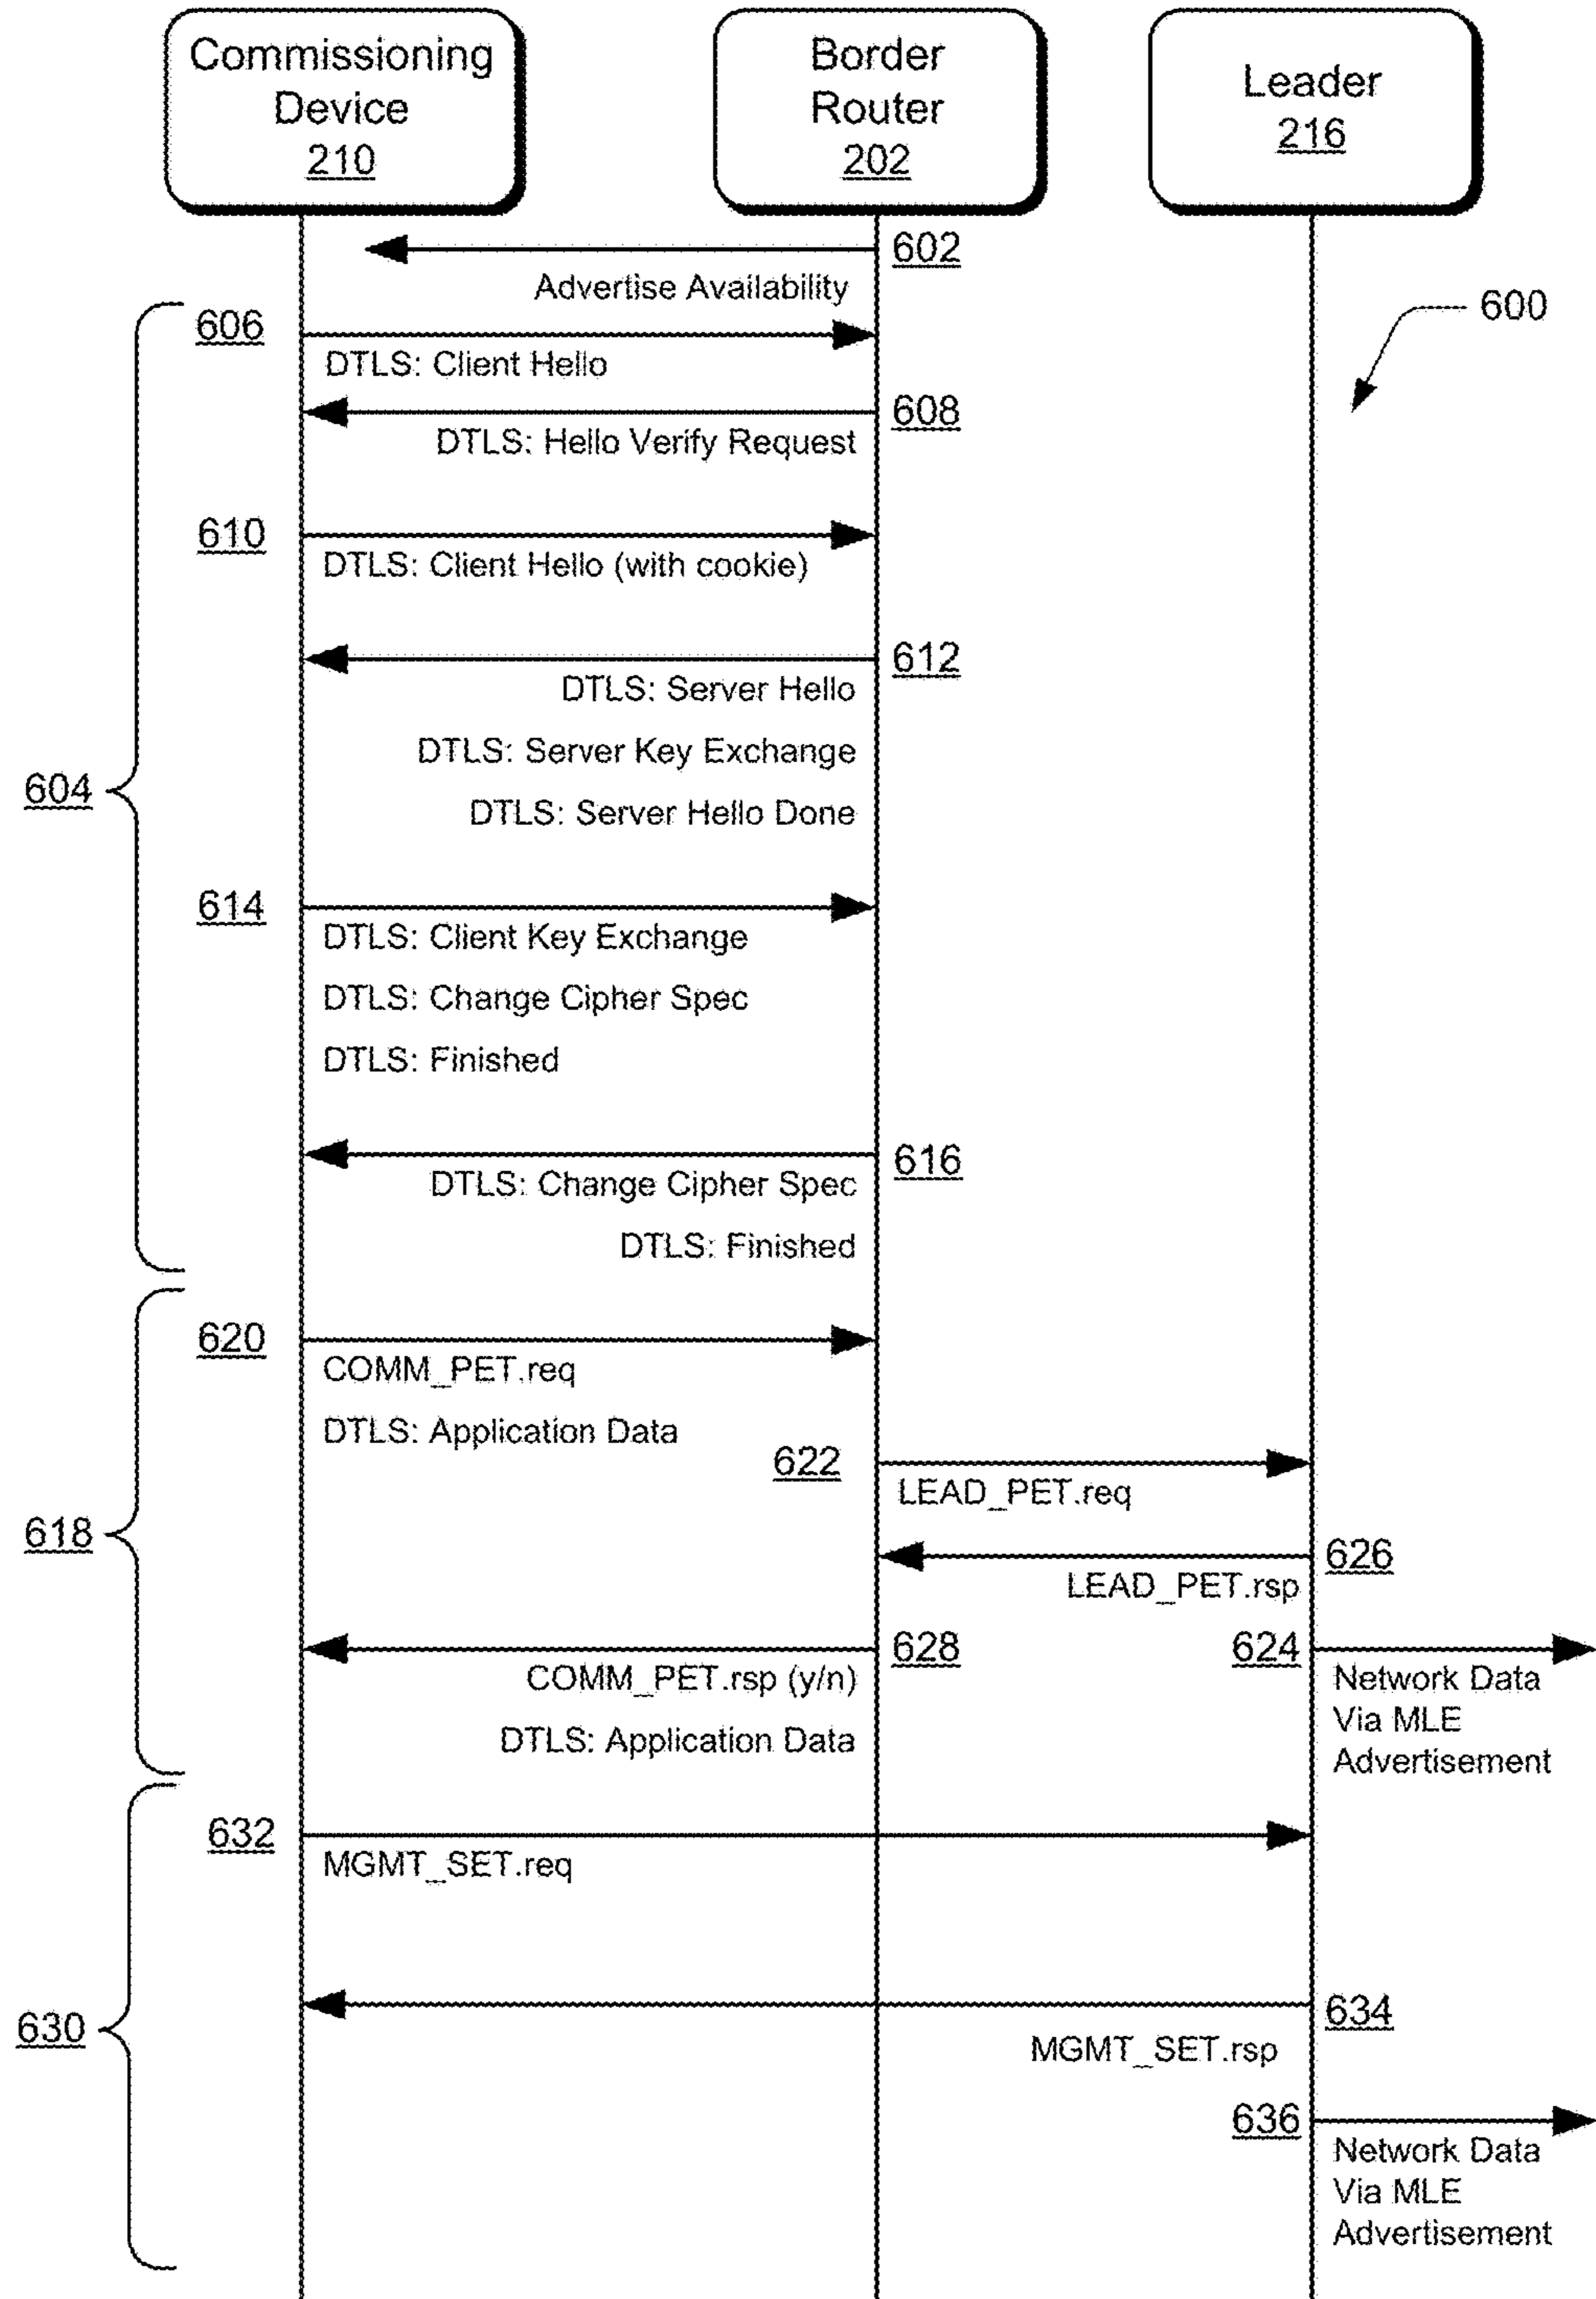 Commissioning
Device
210
Border
Router
202
Leader
216
602
Advertise Availability
600
606
DTLS: Client Hello
608
DTLS: Hello Verify Request
610
DTLS: Client Hello (with cookie)
612
DTLS: Server Hello
DTLS: Server Key Exchange
604
DTLS: Server Hello Done
614
DTLS: Client Key Exchange
DTLS: Change Cipher Spec
DTLS: Finished
616
DTLS: Change Cipher Spec
DTLS: Finished
620
COMM_PET.req
DTLS: Application Data
622
LEAD_PET.req
618
626
LEAD_PET.rsp
628
COMM_PET.rsp (y/n)
DTLS: Application Data
624
Network Data
Via MLE
Advertisement
632
MGMT_SET.req
630
634
MGMT_SET.rsp
636
Network Data
Via MLE
Advertisement